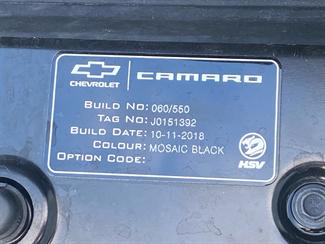 CHEVROLET CAMARO
BUILD NO: 060/550
TAG NO: J0151392
BUILD DATE: 10-11-2018
COLOUR: MOSAIC BLACK
OPTION CODE:
HSV